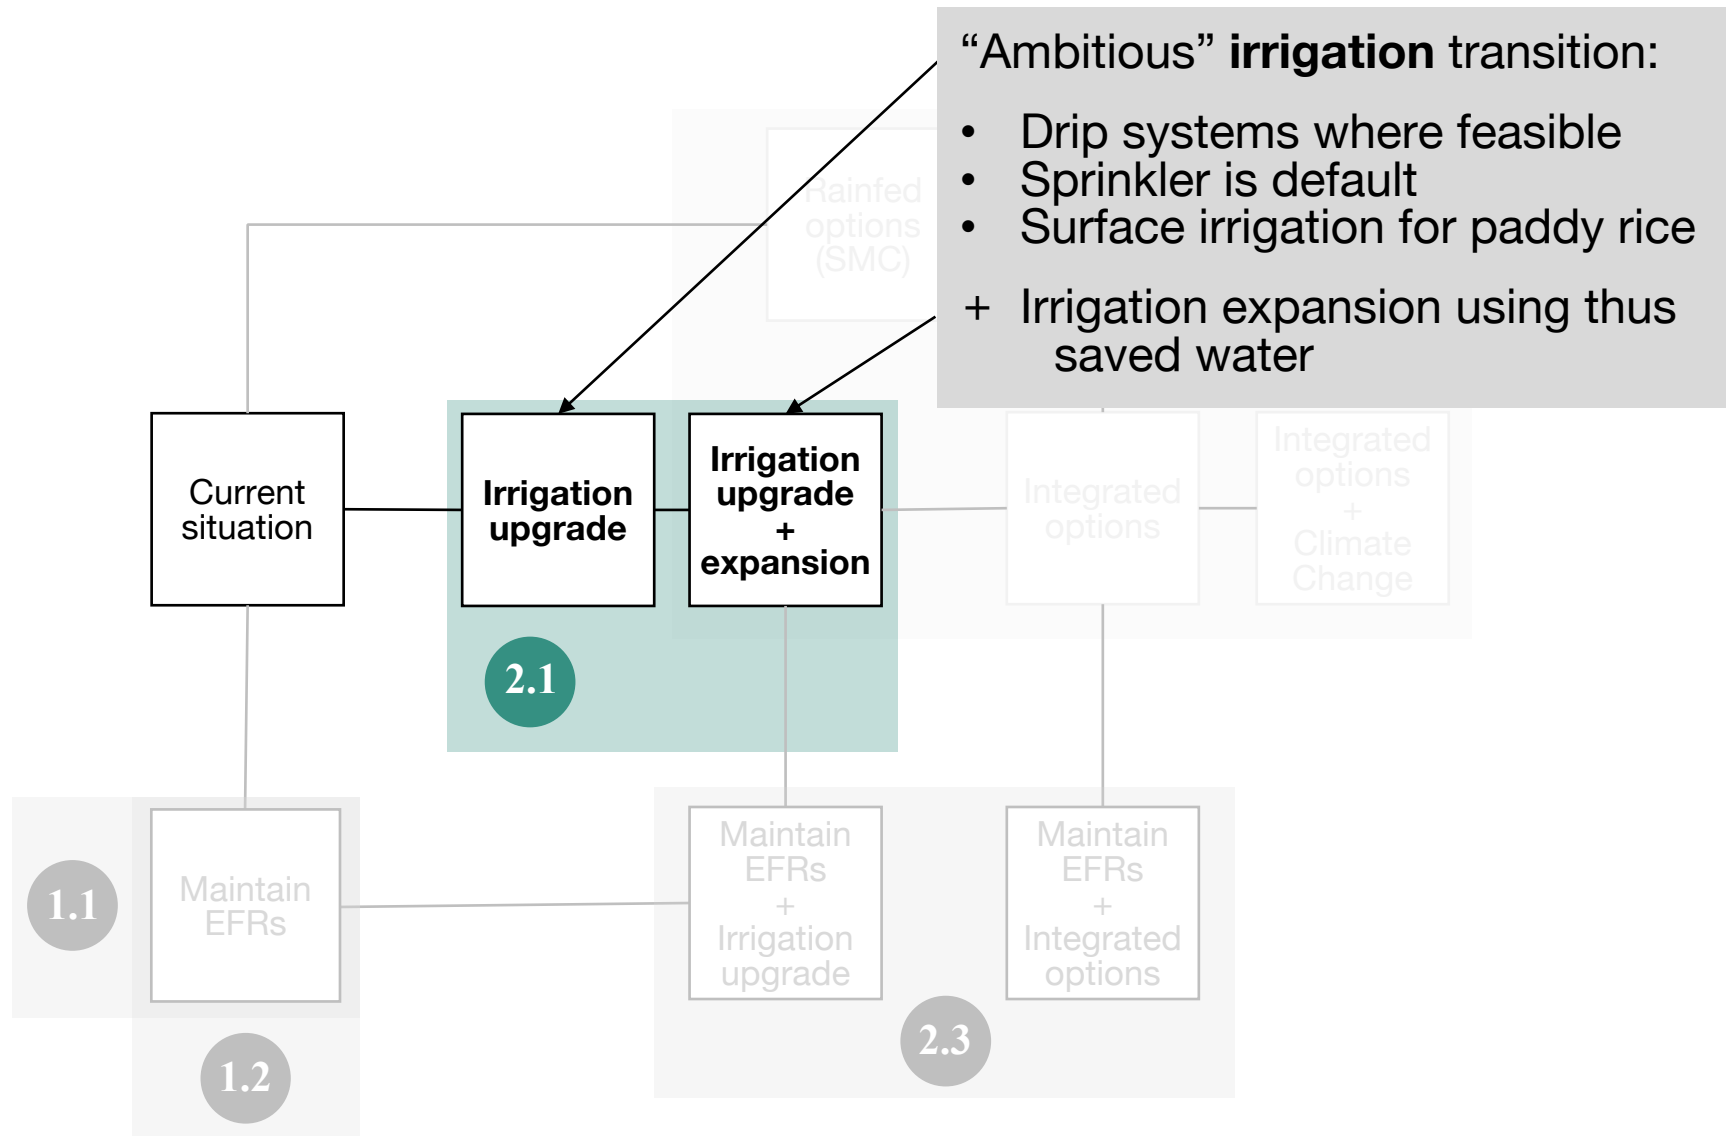 “Ambitious” irrigation transition:
• Drip systems where feasible
• Sprinkler is default
• Surface irrigation for paddy rice
+ Irrigation expansion using thus
saved water
Rainfed
options
(SMC)
Current
situation
Irrigation
upgrade
Irrigation
upgrade
+
expansion
Integrated
options
Integrated
options
+
Climate
Change
2.1
1.1
Maintain
EFRs
1.2
Maintain
EFRs
+
Irrigation
upgrade
Maintain
EFRs
+
Integrated
options
2.3